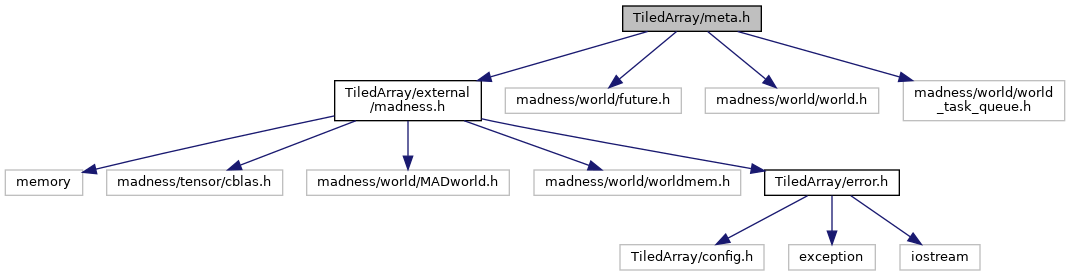 TiledArray/meta.h
TiledArray/external
/madness.h
madness/world/future.h
madness/world/world.h
madness/world/world
_task_queue.h
memory
madness/tensor/cblas.h
madness/world/MADworld.h
madness/world/worldmem.h
TiledArray/error.h
TiledArray/config.h
exception
iostream